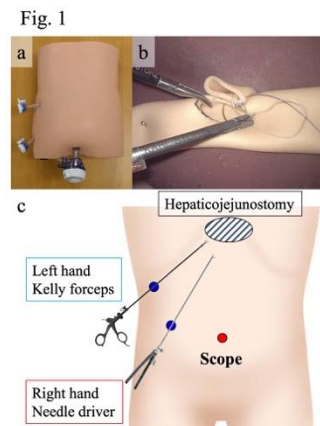 Fig. 1
a
b
c
Hepaticojejunostomy
Left hand
Kelly forceps
Scope
Right hand
Needle driver